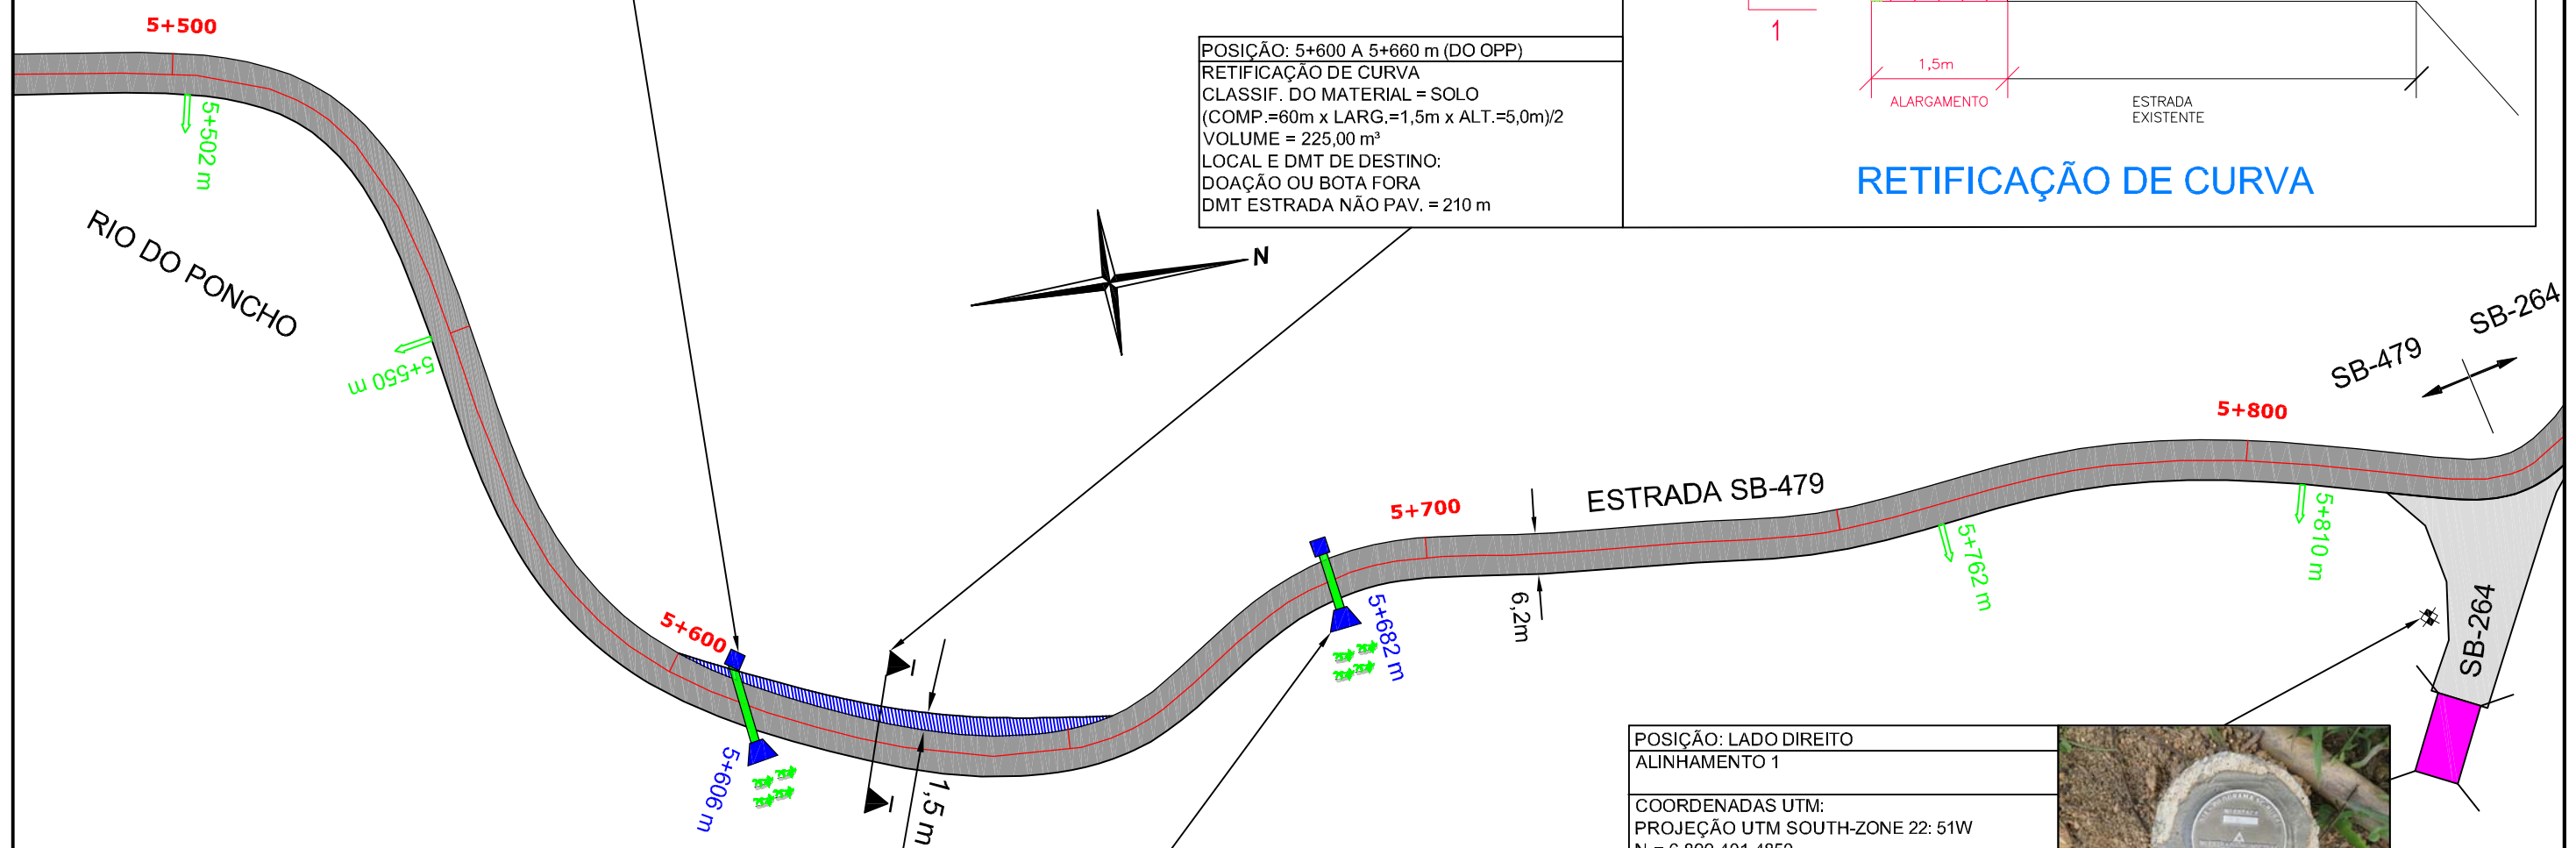 5+500
5+502 m
RIO DO PONCHO
5+550 m
POSIÇÃO: 5+600 A 5+660 m (DO OPP)
RETIFICAÇÃO DE CURVA
CLASSIF. DO MATERIAL = SOLO
(COMP.=60m x LARG.=1,5m x ALT.=5,0m)/2
VOLUME = 225,00 m³
LOCAL E DMT DE DESTINO:
DOAÇÃO OU BOTA FORA
DMT ESTRADA NÃO PAV. = 210 m
1
1,5m
ALARGAMENTO
ESTRADA
EXISTENTE
RETIFICAÇÃO DE CURVA
N
SB-479
SB-264
5+800
5+700
ESTRADA SB-479
5+810 m
5+762 m
6,2m
5+682 m
5+600
5+606 m
1,5 m
I
I
SB-264
POSIÇÃO: LADO DIREITO
ALINHAMENTO 1
COORDENADAS UTM:
PROJEÇÃO UTM SOUTH-ZONE 22: 51W